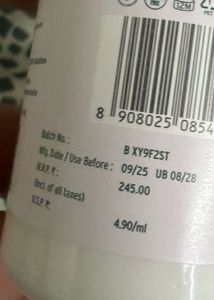 12M
8 908025 0854
Batch No. :
B XY9F2ST
Mfg. Date / Use Before : 09/25 UB 08/28
M.R.P. ₹ : 245.00
(Incl. of all taxes)
U.S.P. ₹ : 4.90/ml